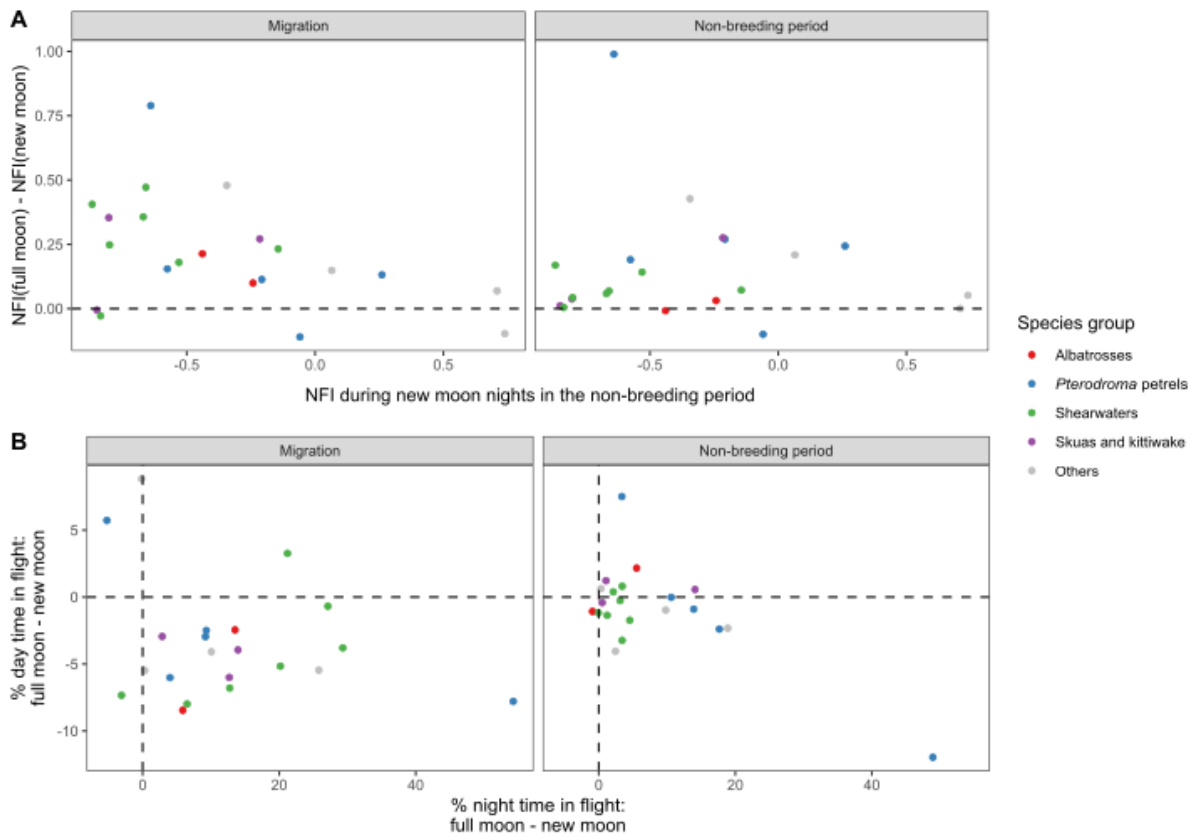 A
Migration
Non-breeding period
NFI(full moon) - NFI(new moon)
1.00
0.75
0.50
0.25
0.00
-0.5
0.0
0.5
-0.5
0.0
0.5
NFI during new moon nights in the non-breeding period
Species group
Albatrosses
Pterodroma petrels
Shearwaters
Skuas and kittiwake
Others
B
Migration
Non-breeding period
% day time in flight:
full moon - new moon
5
0
-5
-10
0
20
40
0
20
40
% night time in flight:
full moon - new moon